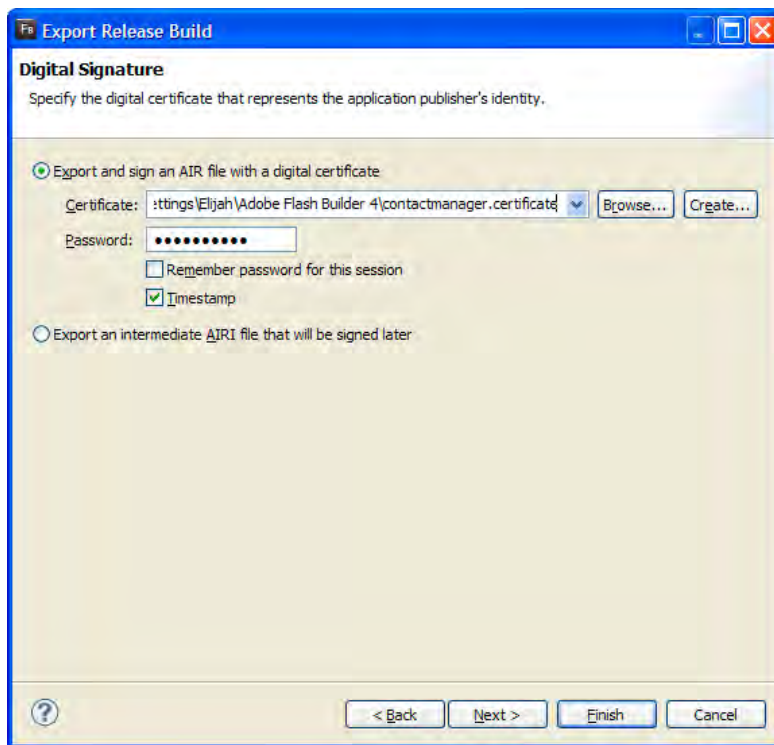 FB Export Release Build
Digital Signature
Specify the digital certificate that represents the application publisher's identity.
Export and sign an AIR file with a digital certificate
Certificate: :ttings\Elijah\Adobe Flash Builder 4\contactmanager.certificate Browse... Create...
Password: ••••••••••
Remember password for this session
Timestamp
Export an intermediate AIRI file that will be signed later
? < Back Next > Finish Cancel